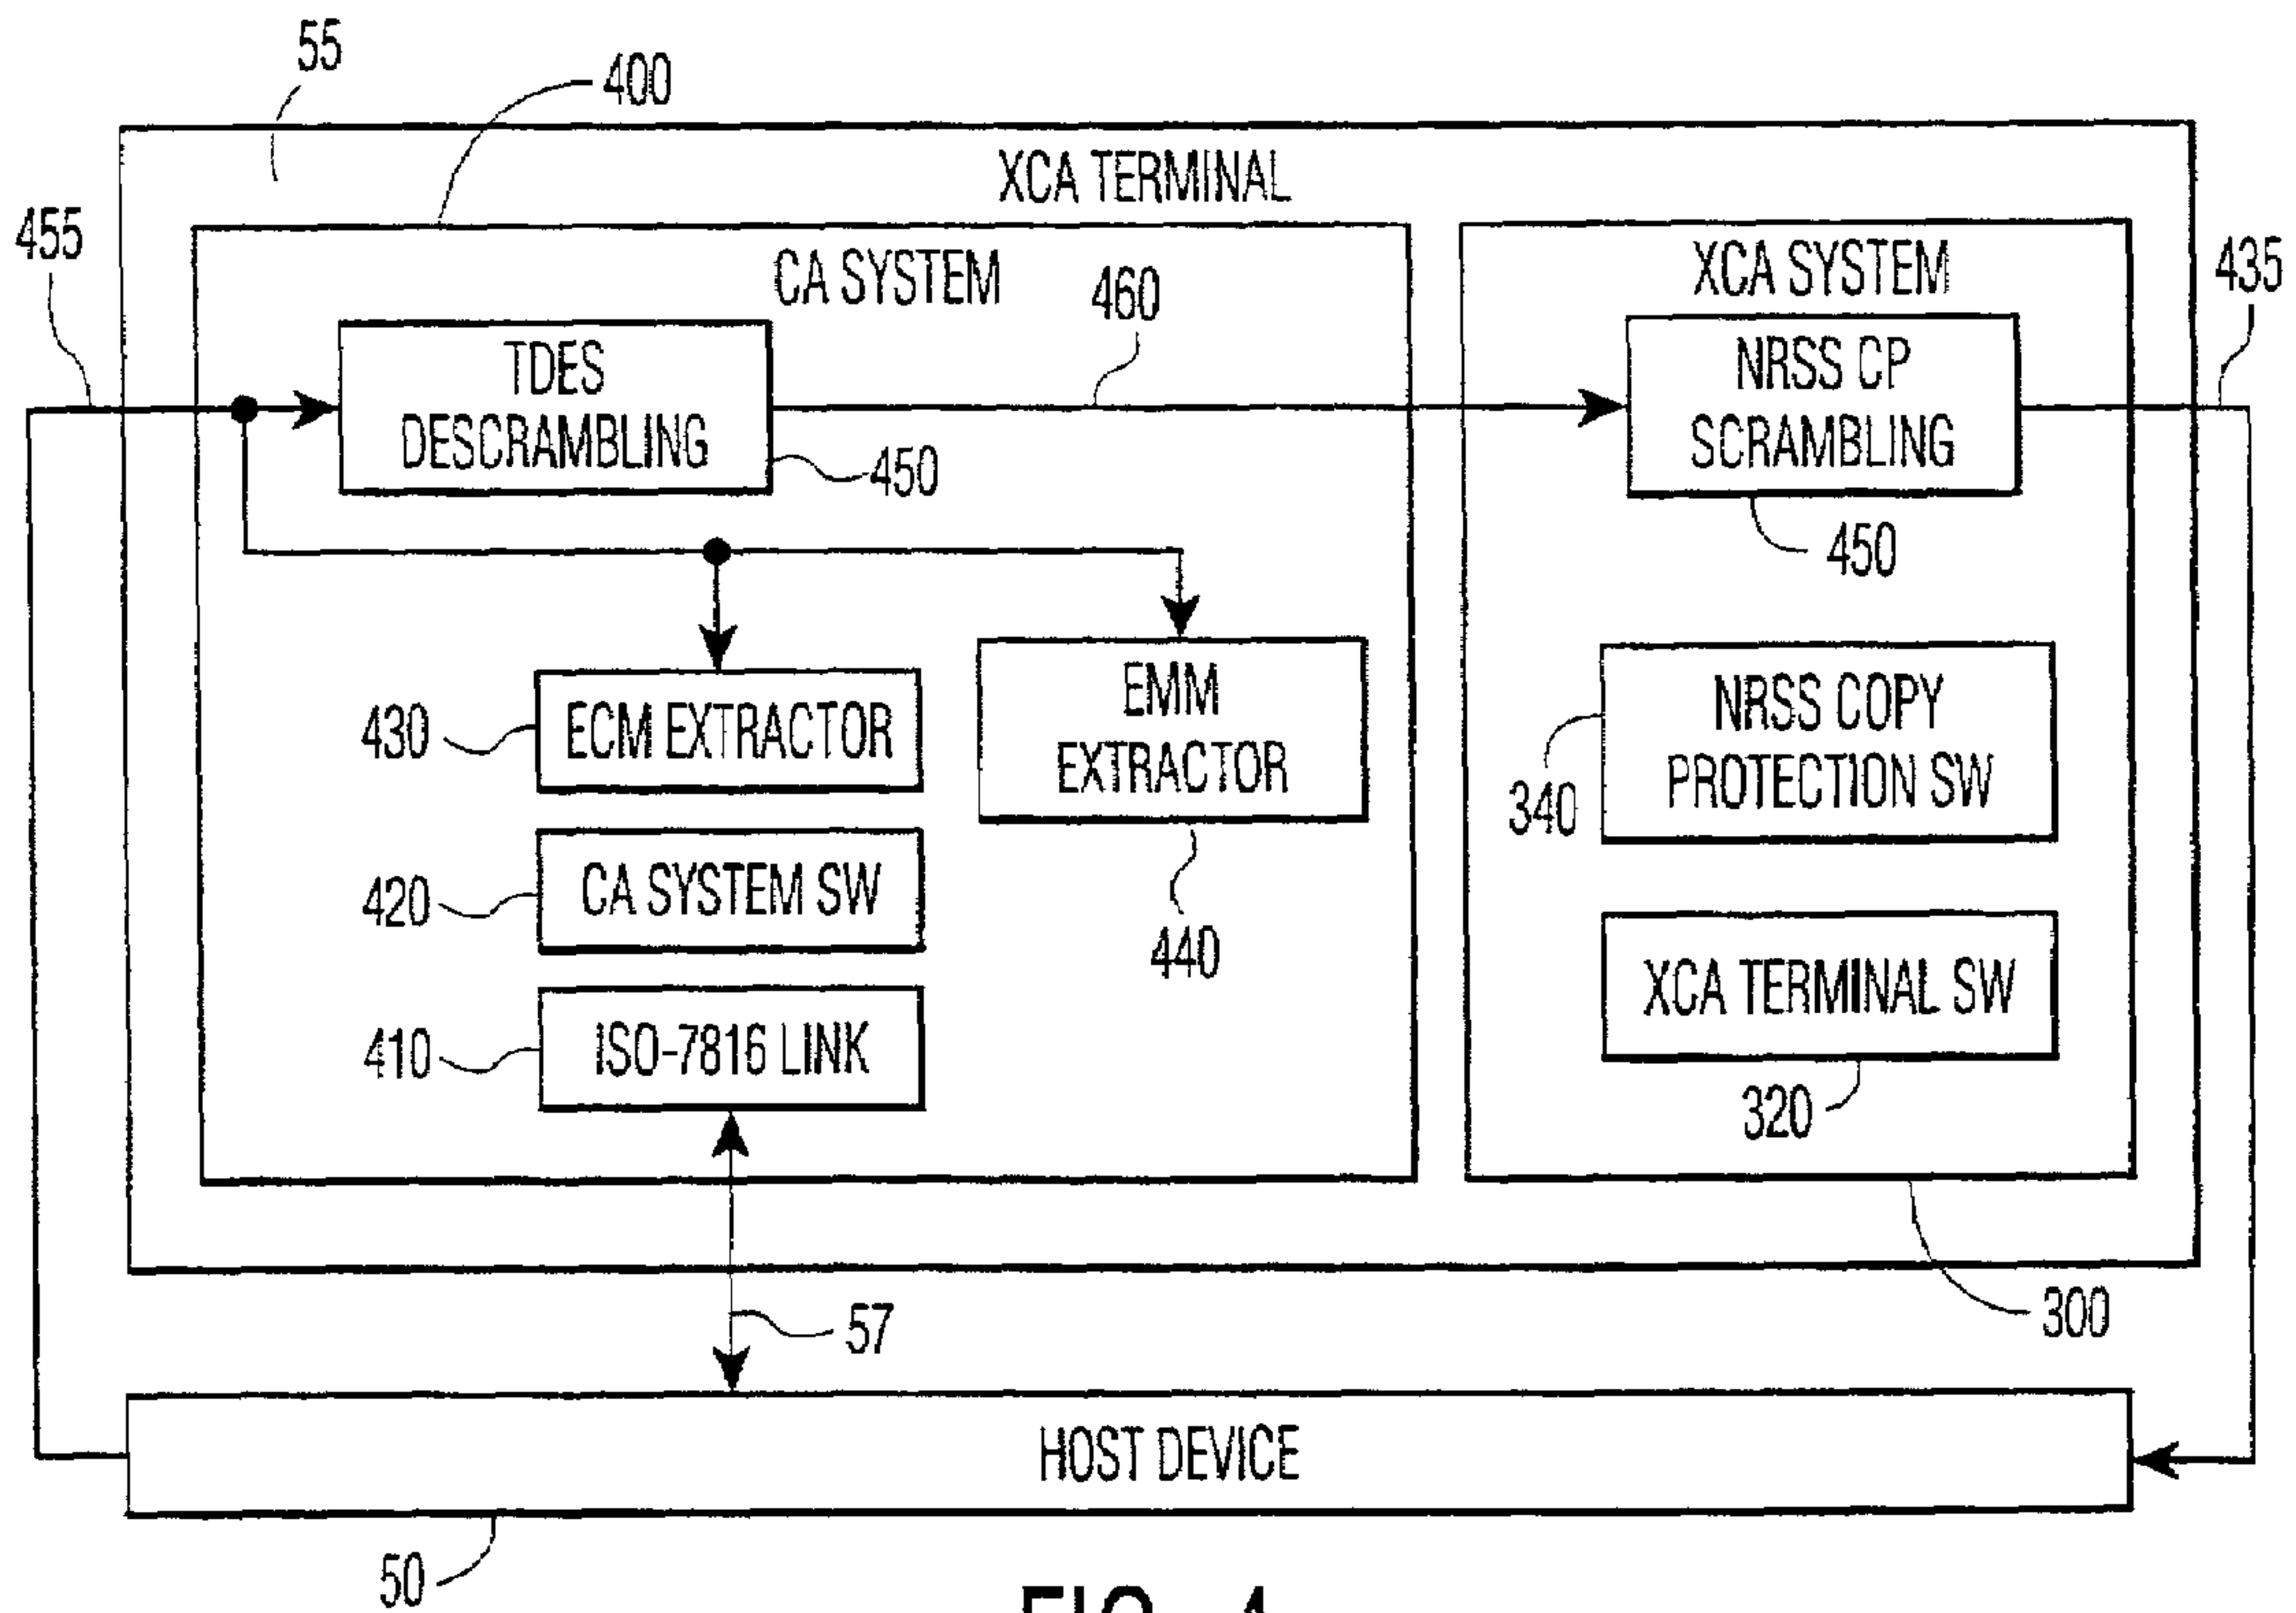 55
400
XCA TERMINAL
455
CA SYSTEM
460
XCA SYSTEM
435
TDES
DESCRAMBLING
450
NRSS CP
SCRAMBLING
450
430
ECM EXTRACTOR
EMM
EXTRACTOR
440
340
NRSS COPY
PROTECTION SW
420
CA SYSTEM SW
XCA TERMINAL SW
320
410
ISO-7816 LINK
57
300
HOST DEVICE
50